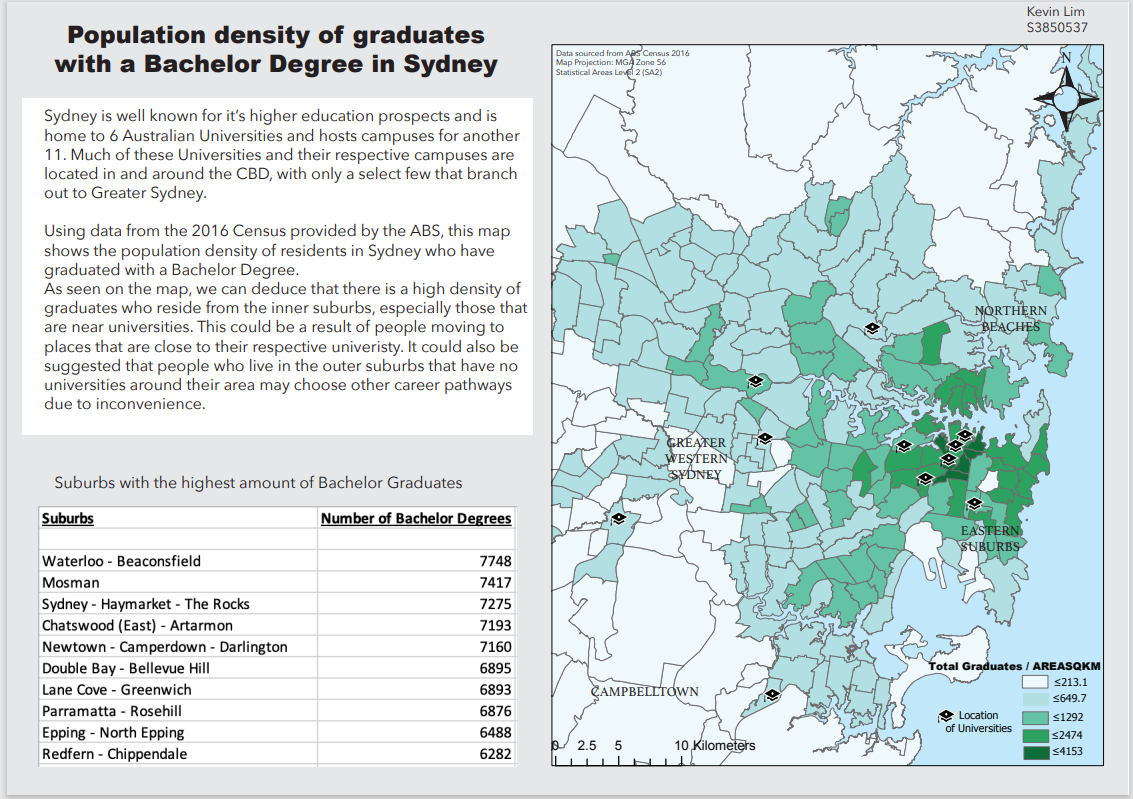 Kevin Lim
S3850537
Population density of graduates
with a Bachelor Degree in Sydney
Sydney is well known for it's higher education prospects and is
home to 6 Australian Universities and hosts campuses for another
11. Much of these Universities and their respective campuses are
located in and around the CBD, with only a select few that branch
out to Greater Sydney.
Using data from the 2016 Census provided by the ABS, this map
shows the population density of residents in Sydney who have
graduated with a Bachelor Degree.
As seen on the map, we can deduce that there is a high density of
graduates who reside from the inner suburbs, especially those that
are near universities. This could be a result of people moving to
places that are close to their respective univeristy. It could also be
suggested that people who live in the outer suburbs that have no
universities around their area may choose other career pathways
due to inconvenience.
Suburbs with the highest amount of Bachelor Graduates
Suburbs Number of Bachelor Degrees
Waterloo - Beaconsfield 7748
Mosman 7417
Sydney - Haymarket - The Rocks 7275
Chatswood (East) - Artarmon 7193
Newtown - Camperdown - Darlington 7160
Double Bay - Bellevue Hill 6895
Lane Cove - Greenwich 6893
Parramatta - Rosehill 6876
Epping - North Epping 6488
Redfern - Chippendale 6282
Data sourced from ABS Census 2016
Map Projection: MGA Zone 56
Statistical Areas Level 2 (SA2)
N
NORTHERN
BEACHES
GREATER
WESTERN
SYDNEY
EASTERN
SUBURBS
CAMPBELLTOWN
Total Graduates / AREASQKM
≤213.1
≤649.7
≤1292
≤2474
≤4153
Location
of Universities
0 2.5 5 10 Kilometers